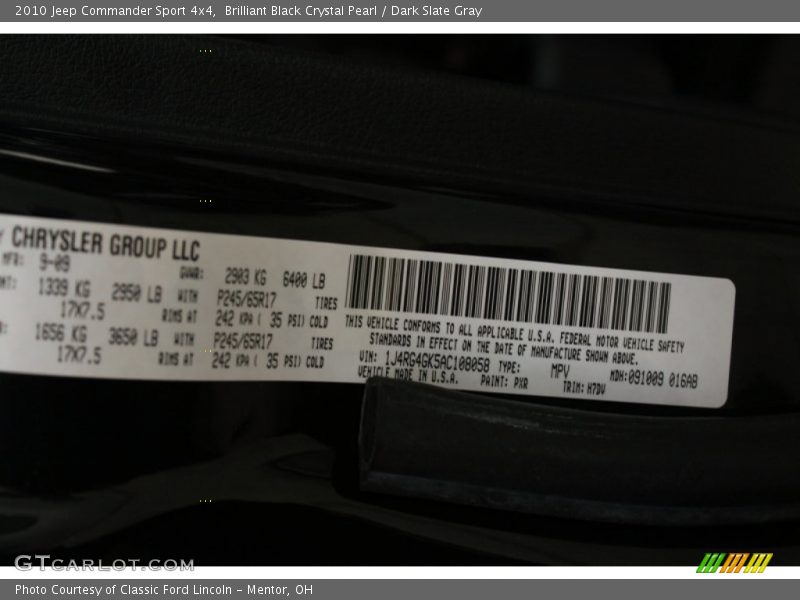 2010 Jeep Commander Sport 4x4,  Brilliant Black Crystal Pearl / Dark Slate Gray
CHRYSLER GROUP LLC
MFR: 9-09 GVWR: 2903 KG 6400 LB
1339 KG 2950 LB WITH P245/65R17 TIRES
17X7.5 RIMS AT 242 KPA ( 35 PSI) COLD
1656 KG 3650 LB WITH P245/65R17 TIRES
17X7.5 RIMS AT 242 KPA ( 35 PSI) COLD
THIS VEHICLE CONFORMS TO ALL APPLICABLE U.S.A. FEDERAL MOTOR VEHICLE SAFETY
STANDARDS IN EFFECT ON THE DATE OF MANUFACTURE SHOWN ABOVE.
VIN: 1J4RG4GK5AC108058 TYPE: MPV MDH:091009 016AB
VEHICLE MADE IN U.S.A. PAINT: PXR TRIM: H7DV
GTCARLOT.COM
Photo Courtesy of Classic Ford Lincoln - Mentor, OH